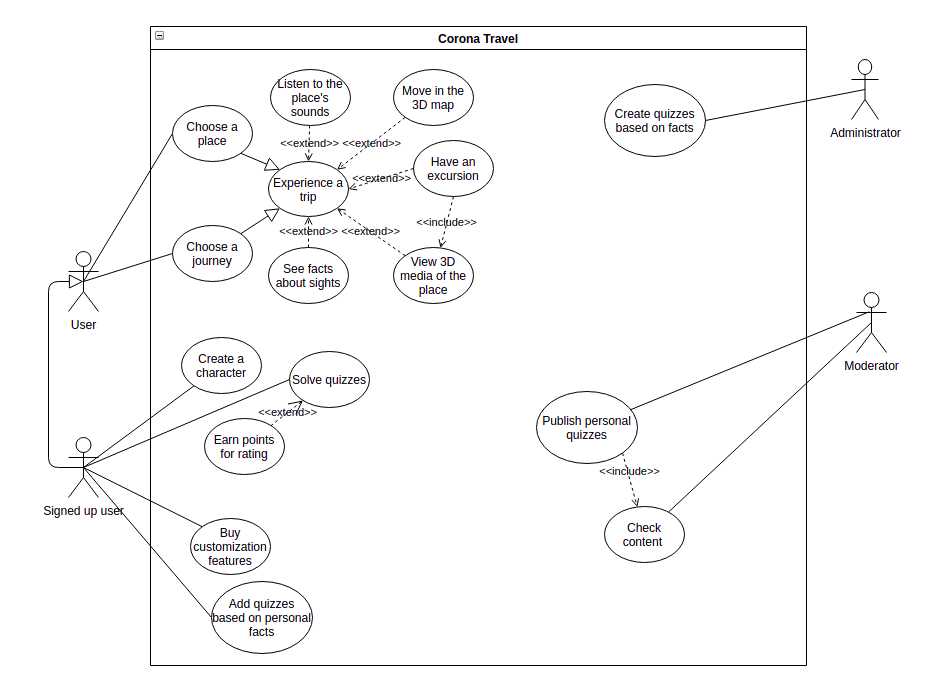 Corona Travel
Listen to the
place's
sounds
Move in the
3D map
Choose a
place
Create quizzes
based on facts
Administrator
<<extend>>
<<extend>>
Have an
excursion
<<extend>>
Experience a
trip
<<include>>
<<extend>>
<<extend>>
Choose a
journey
See facts
about sights
View 3D
media of the
place
User
Create a
character
Solve quizzes
<<extend>>
Earn points
for rating
Moderator
Publish personal
quizzes
<<include>>
Check
content
Signed up user
Buy
customization
features
Add quizzes
based on personal
facts